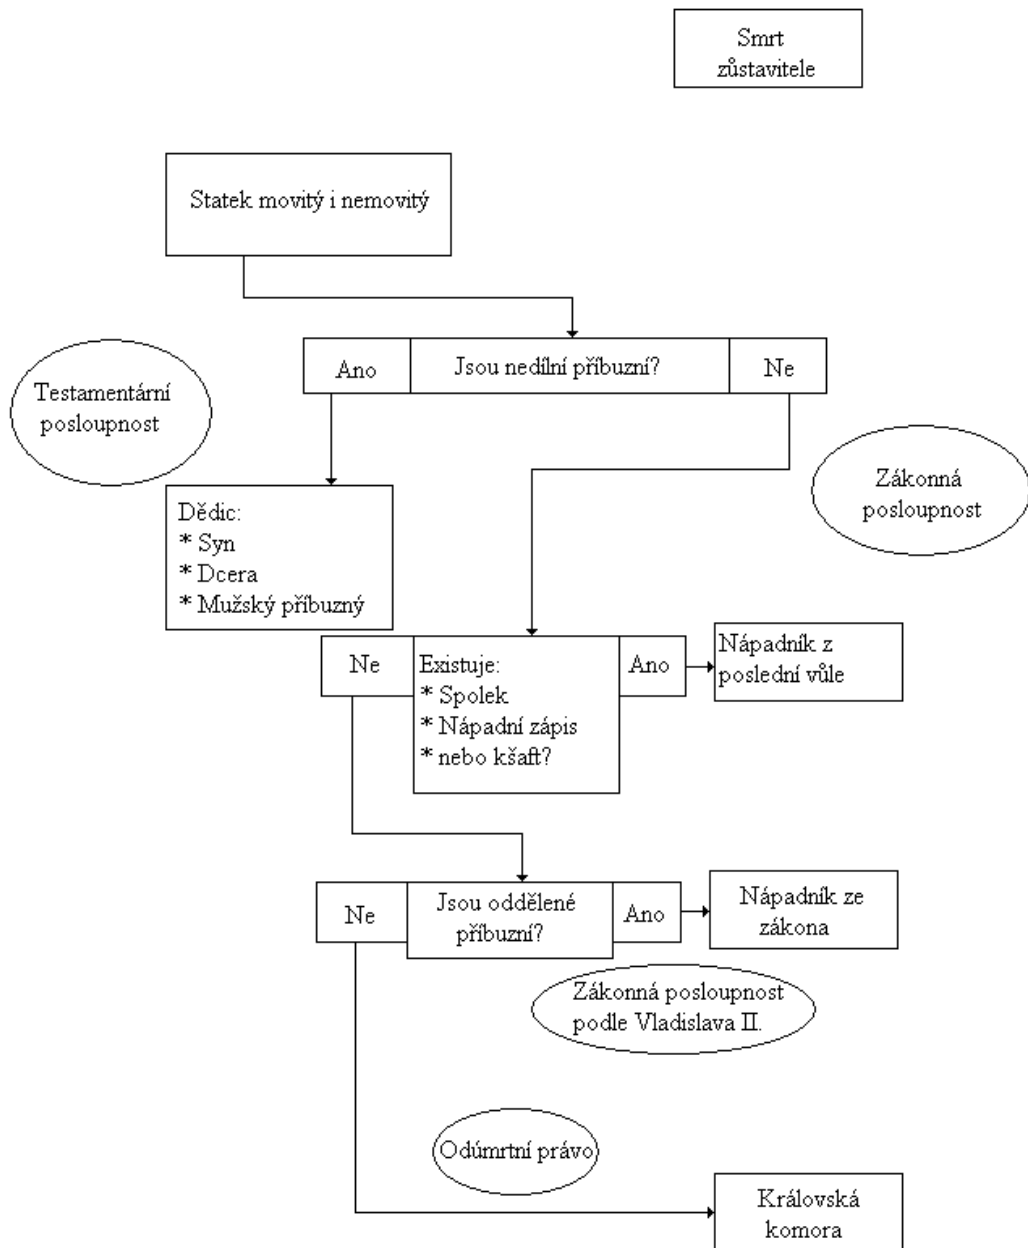 Smrt
zůstavitele
Statek movitý i nemovitý
Ano
Jsou nedílní příbuzní?
Ne
Testamentární
posloupnost
Zákonná
posloupnost
Dědic:
* Syn
* Dcera
* Mužský příbuzný
Ne
Existuje:
* Spolek
* Nápadní zápis
* nebo kšaft?
Ano
Nápadník z
poslední vůle
Ne
Jsou oddělené
příbuzní?
Ano
Nápadník ze
zákona
Zákonná posloupnost
podle Vladislava II.
Odúmrtní právo
Královská
komora